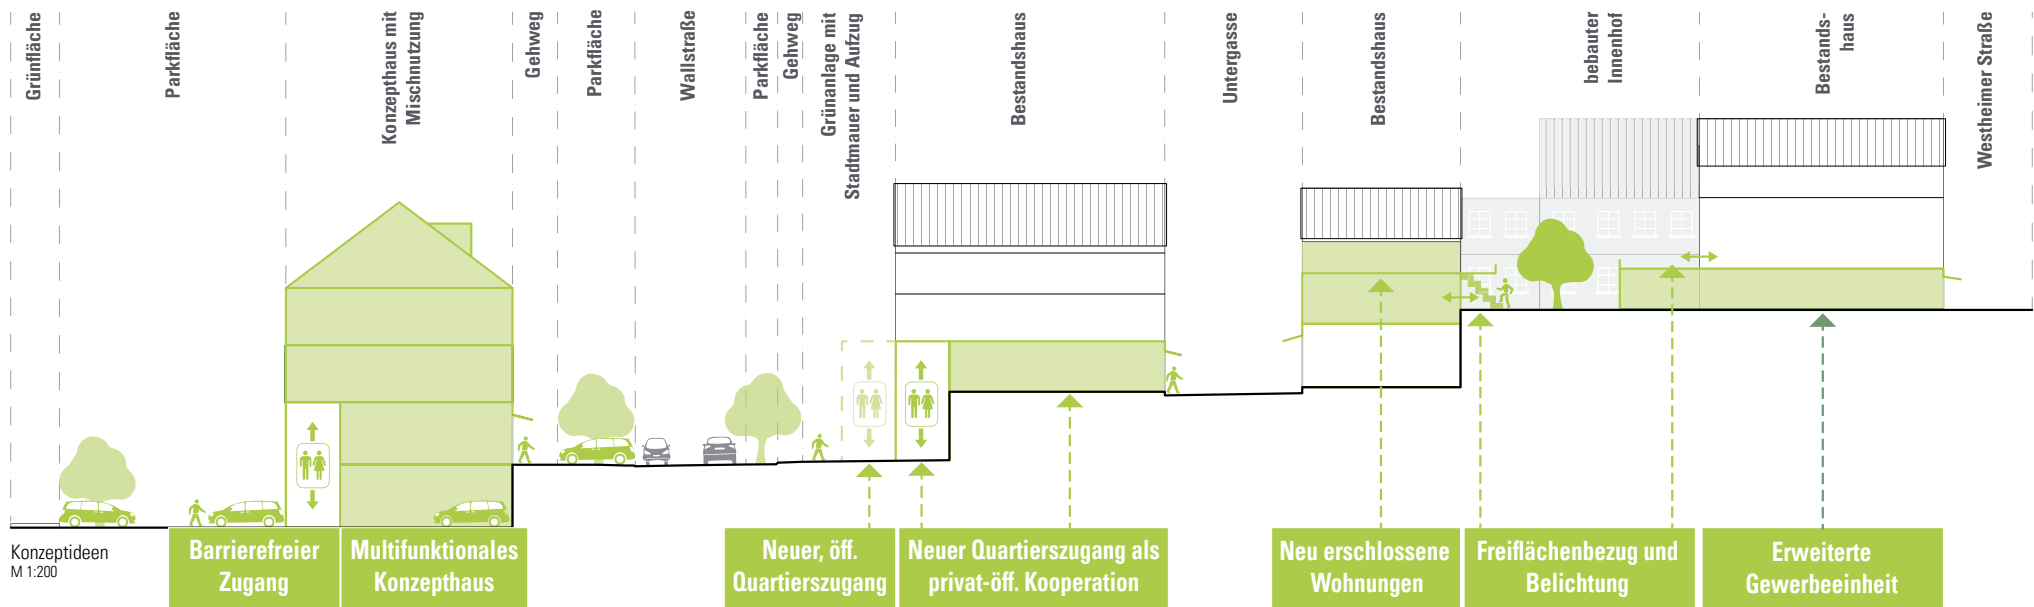 Grünfläche
Parkfläche
Konzepthaus mit
Mischnutzung
Gehweg
Parkfläche
Wallstraße
Parkfläche
Gehweg
Grünanlage mit
Stadtmauer und Aufzug
Bestandshaus
Untergasse
Bestandshaus
bebauter
Innenhof
Bestands-
haus
Westheimer Straße
Konzeptideen
M 1:200
Barrierefreier
Zugang
Multifunktionales
Konzepthaus
Neuer, öff.
Quartierszugang
Neuer Quartierszugang als
privat-öff. Kooperation
Neu erschlossene
Wohnungen
Freiflächenbezug und
Belichtung
Erweiterte
Gewerbeeinheit